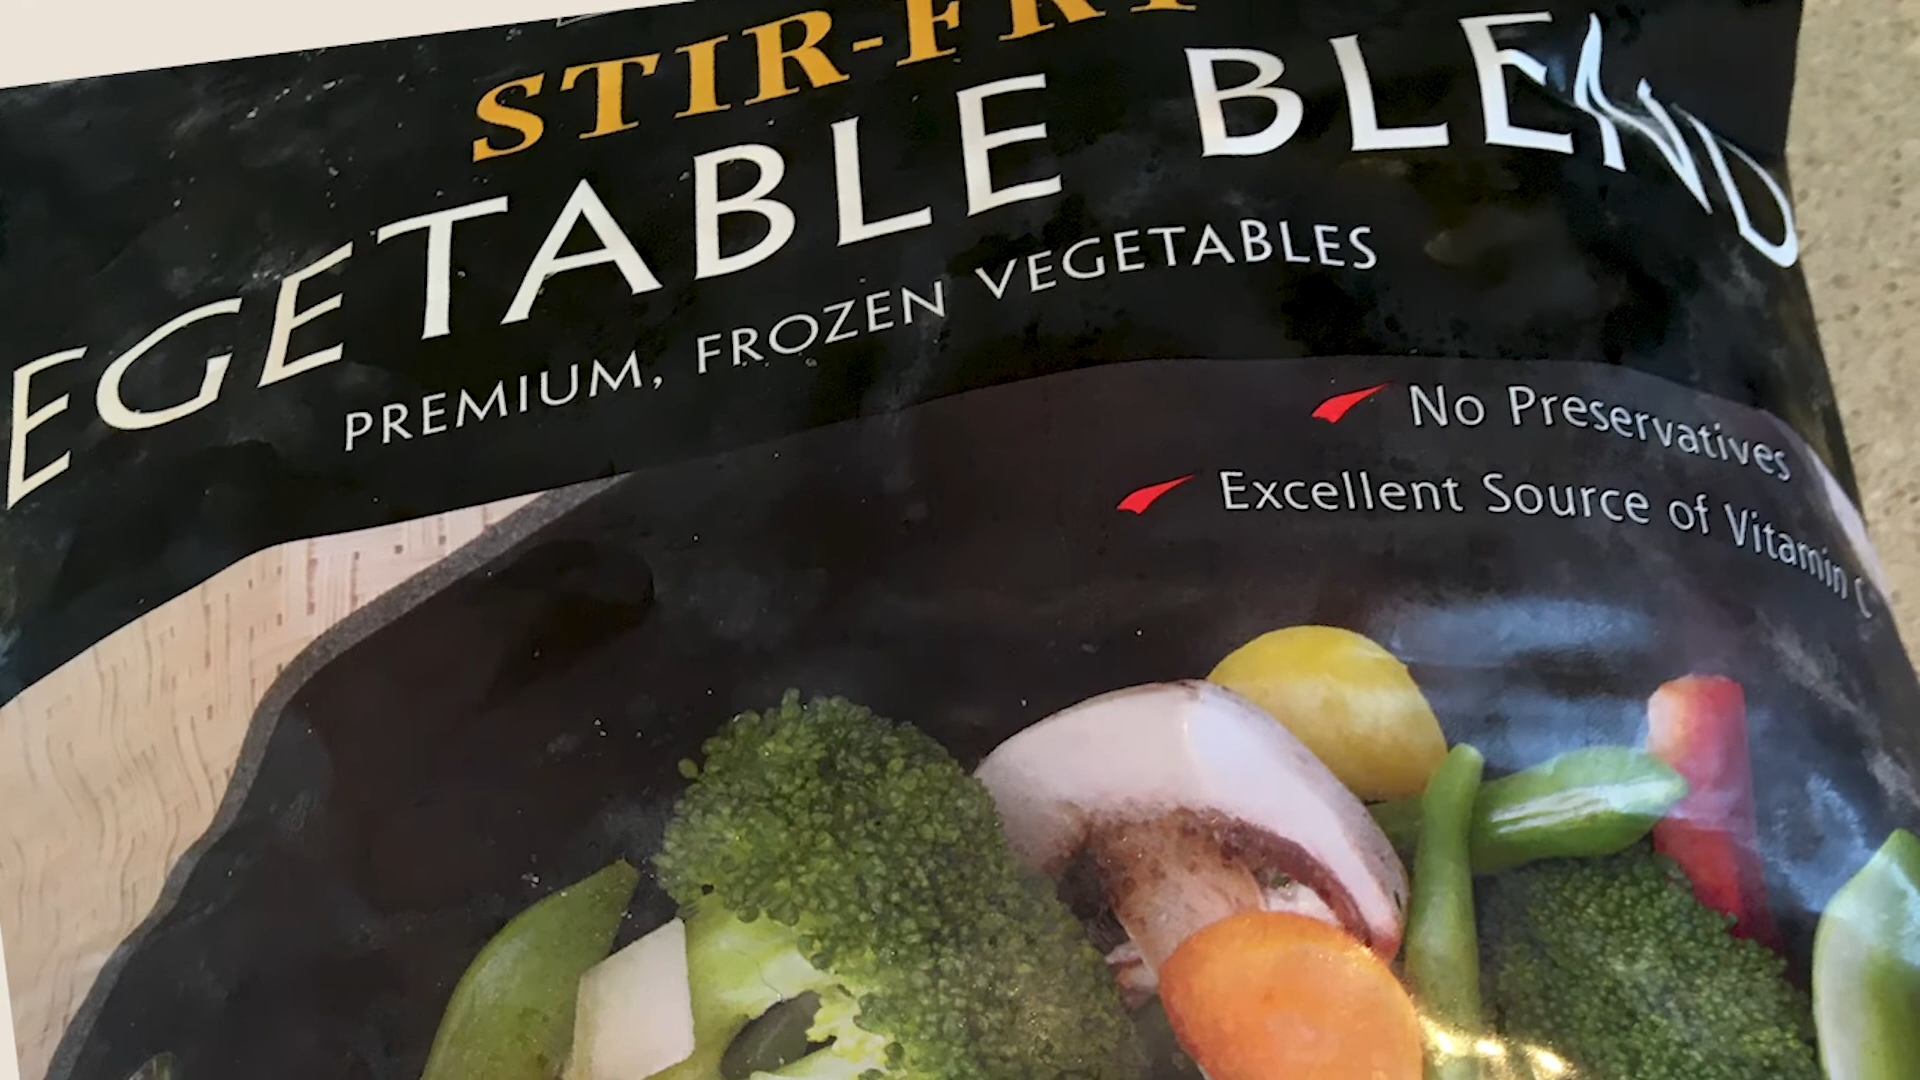 STIR-FRY
EGETABLE BLEND
PREMIUM, FROZEN VEGETABLES
No Preservatives
Excellent Source of Vitamin C